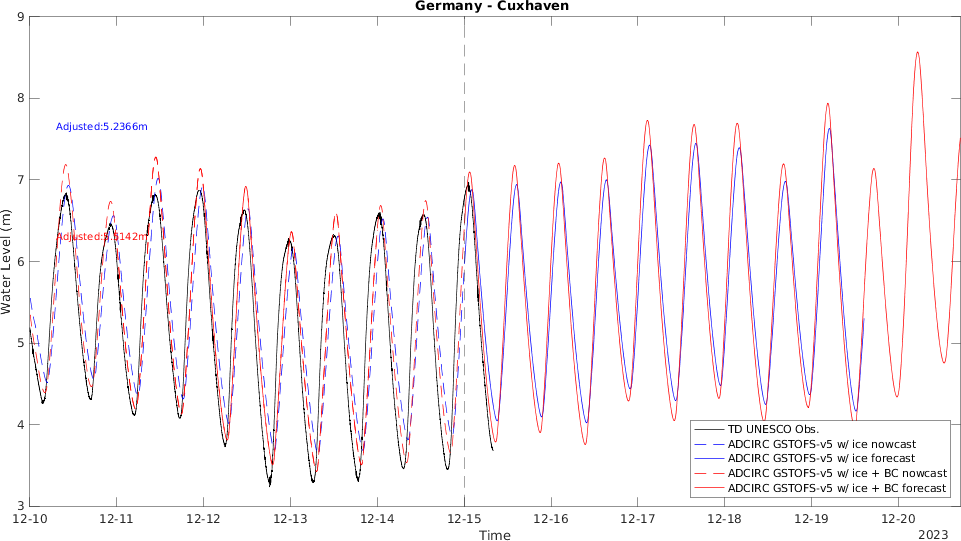 Germany - Cuxhaven
9
8
7
6
5
4
3
Water Level (m)
Adjusted:5.2366m
12-10
12-11
12-12
12-13
12-14
12-15
12-16
12-17
12-18
12-19
12-20
Time
2023
TD UNESCO Obs.
ADCIRC GSTOFS-v5 w/ ice nowcast
ADCIRC GSTOFS-v5 w/ ice forecast
ADCIRC GSTOFS-v5 w/ ice + BC nowcast
ADCIRC GSTOFS-v5 w/ ice + BC forecast